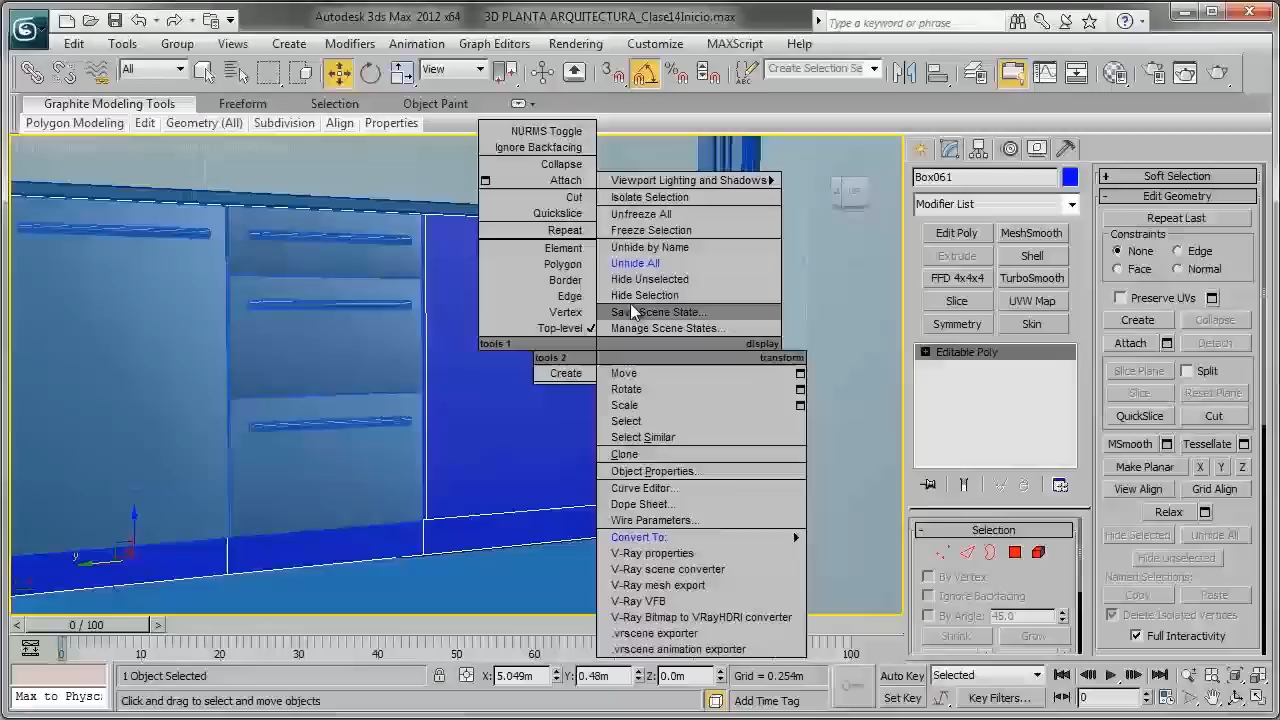 Autodesk 3ds Max 2012 x64 3D PLANTA ARQUITECTURA_Clase14Inicio.max
Type a keyword or phrase
Edit Tools Group Views Create Modifiers Animation Graph Editors Rendering Customize MAXScript Help
All View Create Selection Se
Graphite Modeling Tools Freeform Selection Object Paint
Polygon Modeling Edit Geometry (All) Subdivision Align Properties
NURMS Toggle
Ignore Backfacing
Collapse
Attach
Cut
Quickslice
Repeat
Element
Polygon
Border
Edge
Vertex
Top-level
tools 1
Viewport Lighting and Shadows
Isolate Selection
Unfreeze All
Freeze Selection
Unhide by Name
Unhide All
Hide Unselected
Hide Selection
Save Scene State...
Manage Scene States...
display
tools 2
Create
transform
Move
Rotate
Scale
Select
Select Similar
Clone
Object Properties...
Curve Editor...
Dope Sheet...
Wire Parameters...
Convert To:
V-Ray properties
V-Ray scene converter
V-Ray mesh export
V-Ray VFB
V-Ray Bitmap to VRayHDRI converter
.vrscene exporter
.vrscene animation exporter
y
Box061
Modifier List
Edit Poly MeshSmooth
Extrude Shell
FFD 4x4x4 TurboSmooth
Slice UVW Map
Symmetry Skin
Editable Poly
Selection
By Vertex
Ignore Backfacing
By Angle: 45.0
Shrink Grow
Soft Selection
Edit Geometry
Repeat Last
Constraints
None Edge
Face Normal
Preserve UVs
Create Collapse
Attach Detach
Slice Plane Split
Slice Reset Plane
QuickSlice Cut
MSmooth Tessellate
Make Planar X Y Z
View Align Grid Align
Relax
Hide Selected Unhide All
Hide Unselected
Named Selections:
Copy Paste
Delete Isolated Vertices
Full Interactivity
0 / 100
0 10 20 30 40 50 60 100
1 Object Selected X: 5.049m Y: 0.48m Z: 0.0m Grid = 0.254m Auto Key Selected
Max to Physc Click and drag to select and move objects Add Time Tag Set Key Key Filters... 0